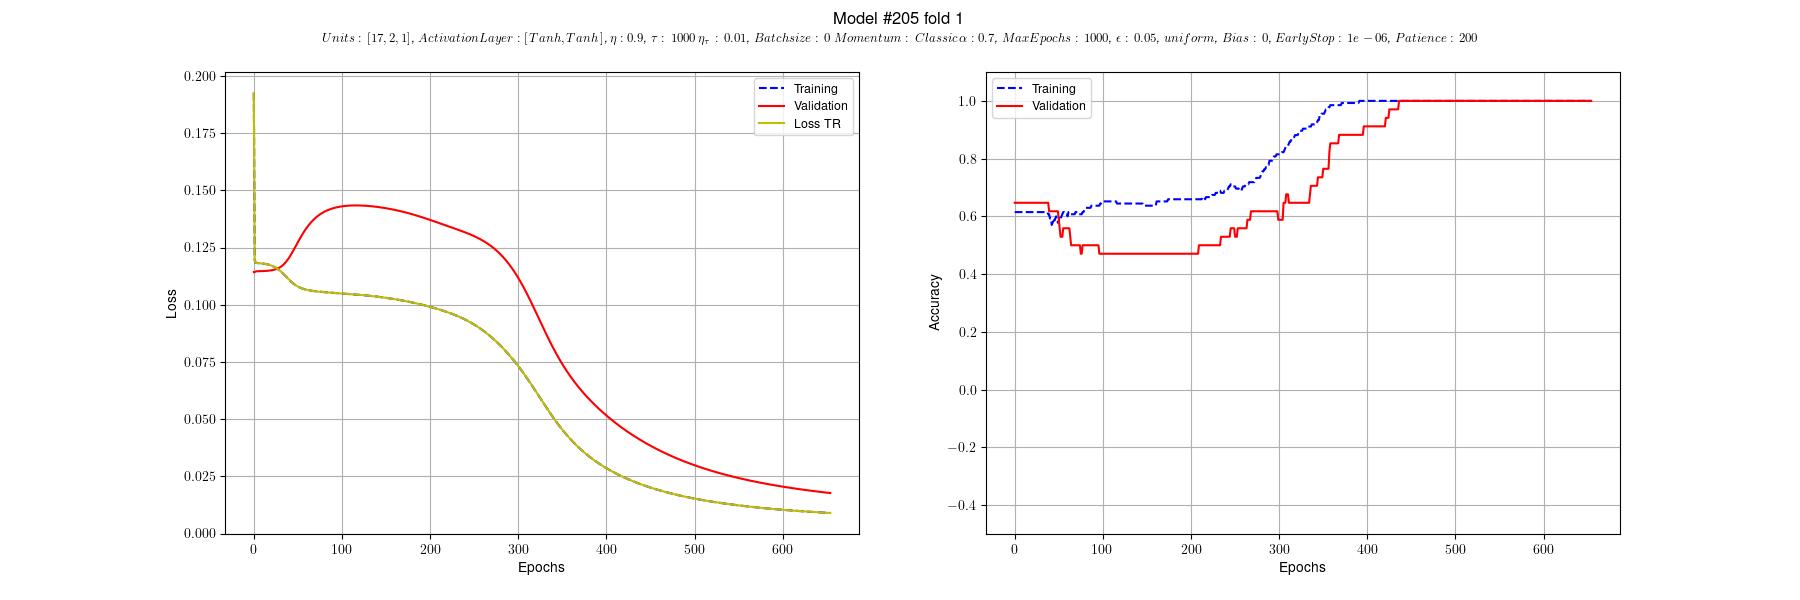 Model #205 fold 1
Units : [17, 2, 1], ActivationLayer : [Tanh, Tanh], η : 0.9, τ : 1000 ητ : 0.01, Batchsize : 0 Momentum : Classic α : 0.7, MaxEpochs : 1000, ϵ : 0.05, uniform, Bias : 0, EarlyStop : 1e − 06, Patience : 200
0.200
0.175
0.150
0.125
0.100
0.075
0.050
0.025
0.000
Loss
Training
Validation
Loss TR
0 100 200 300 400 500 600
Epochs
1.0
0.8
0.6
0.4
0.2
0.0
−0.2
−0.4
Accuracy
Training
Validation
0 100 200 300 400 500 600
Epochs